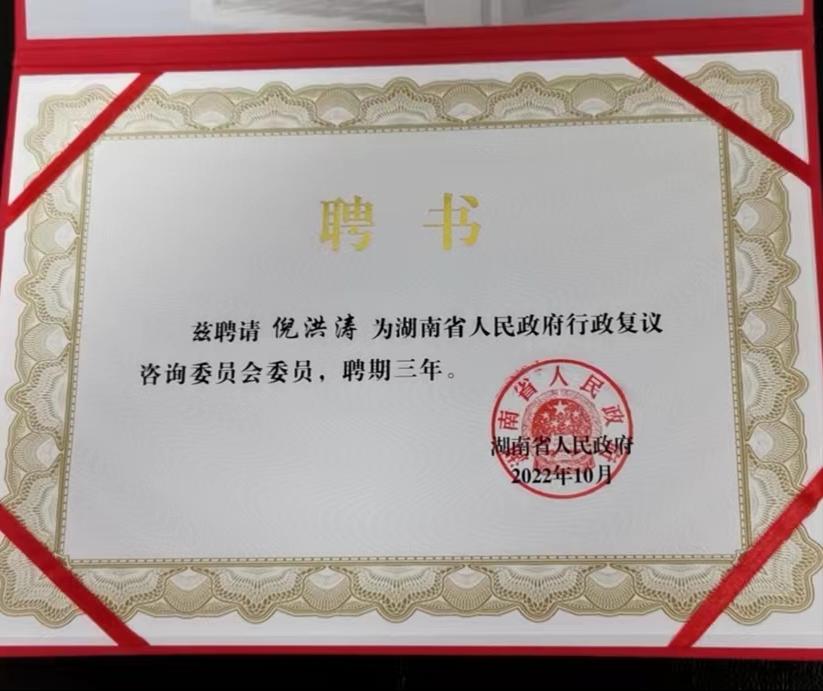 聘书
兹聘请 倪洪涛 为湖南省人民政府行政复议
咨询委员会委员，聘期三年。
湖南省人民政府
湖南省人民政府
2022年10月